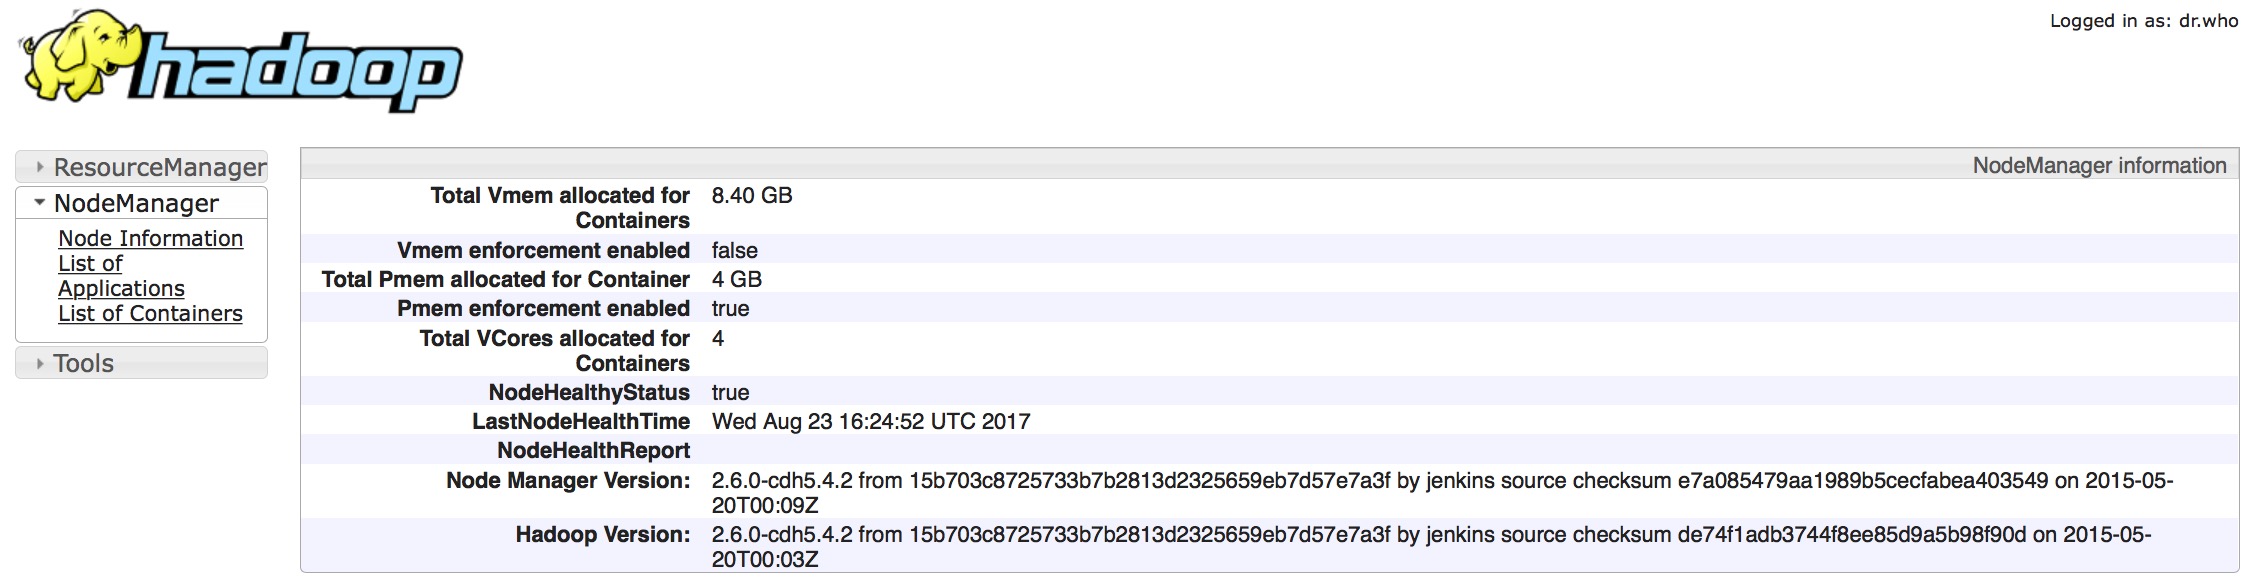 hadoop
Logged in as: dr.who
ResourceManager
NodeManager
Node Information
List of
Applications
List of Containers
Tools
NodeManager information
Total Vmem allocated for
Containers
8.40 GB
Vmem enforcement enabled false
Total Pmem allocated for Container 4 GB
Pmem enforcement enabled true
Total VCores allocated for
Containers
4
NodeHealthyStatus true
LastNodeHealthTime Wed Aug 23 16:24:52 UTC 2017
NodeHealthReport
Node Manager Version: 2.6.0-cdh5.4.2 from 15b703c8725733b7b2813d2325659eb7d57e7a3f by jenkins source checksum e7a085479aa1989b5cecfabea403549 on 2015-05-
20T00:09Z
Hadoop Version: 2.6.0-cdh5.4.2 from 15b703c8725733b7b2813d2325659eb7d57e7a3f by jenkins source checksum de74f1adb3744f8ee85d9a5b98f90d on 2015-05-
20T00:03Z